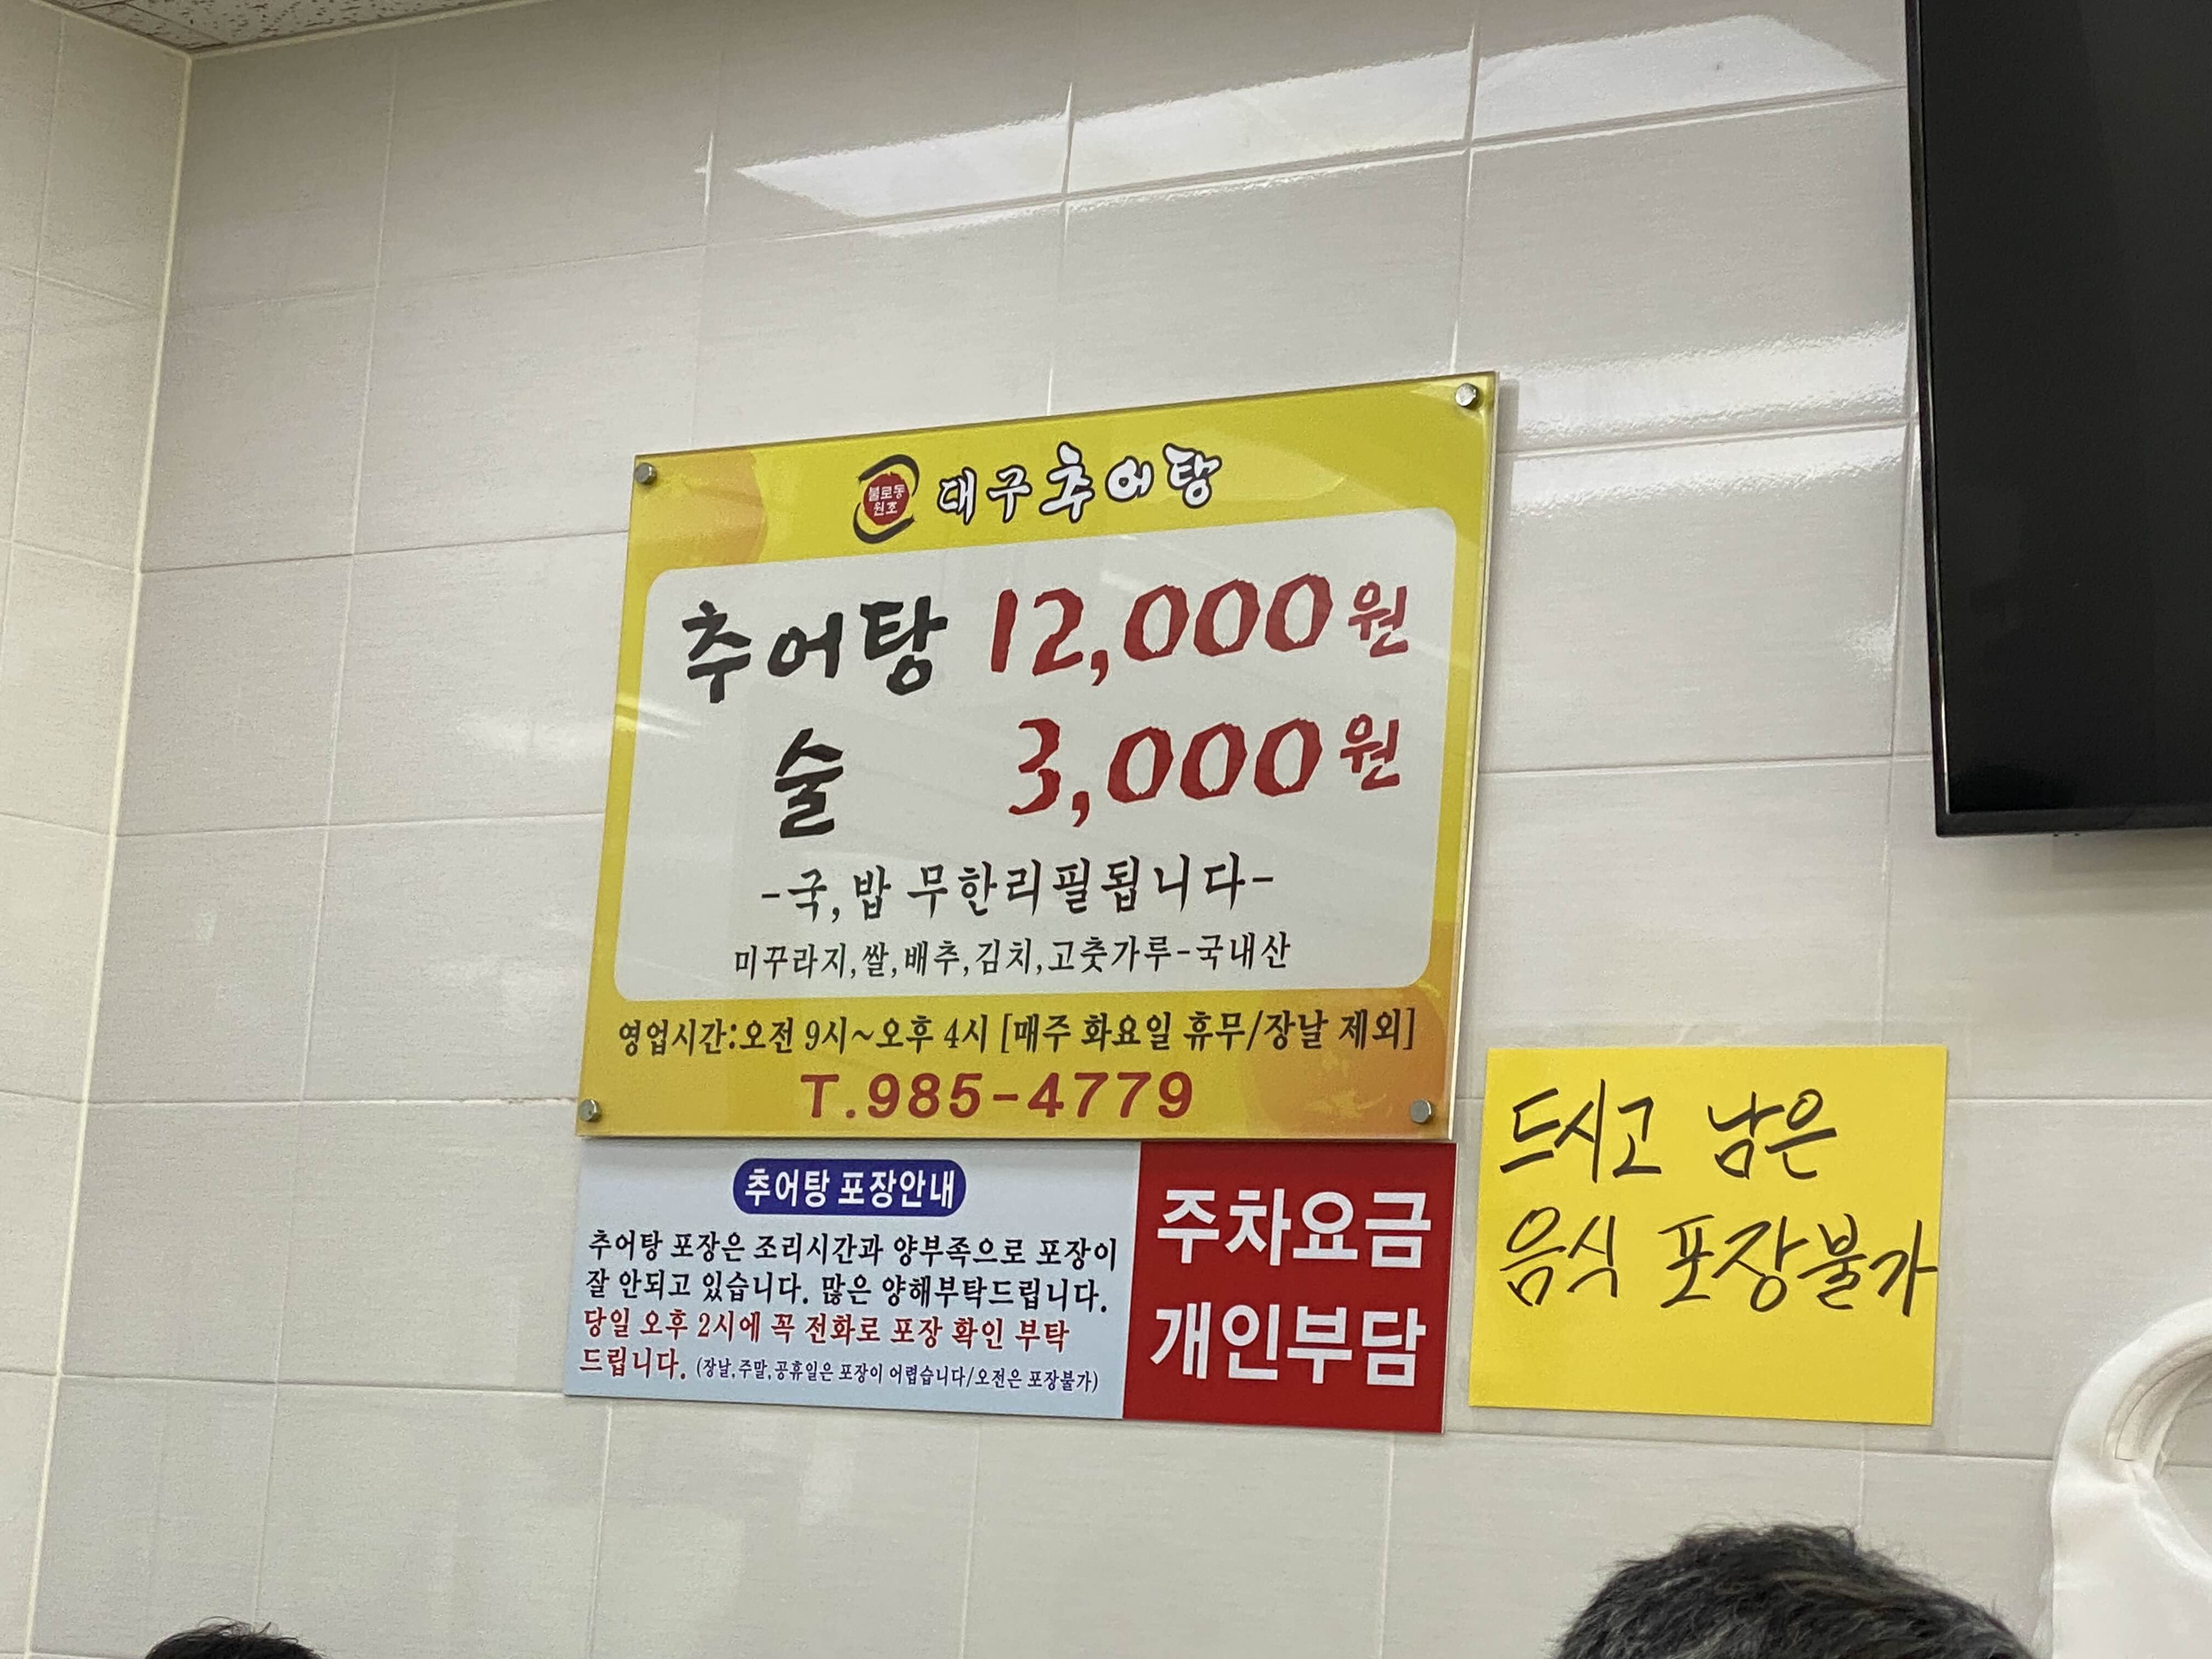 불로동
원조
대구추어탕
추어탕 12,000원
술 3,000원
-국,밥 무한리필됩니다-
미꾸라지,쌀,배추,김치,고춧가루-국내산
영업시간:오전 9시~오후 4시 [매주 화요일 휴무/장날 제외]
T.985-4779
추어탕 포장안내
추어탕 포장은 조리시간과 양부족으로 포장이
잘 안되고 있습니다. 많은 양해부탁드립니다.
당일 오후 2시에 꼭 전화로 포장 확인 부탁
드립니다. (장날,주말,공휴일은 포장이 어렵습니다/오전은 포장불가)
주차요금
개인부담
드시고 남은
음식 포장불가